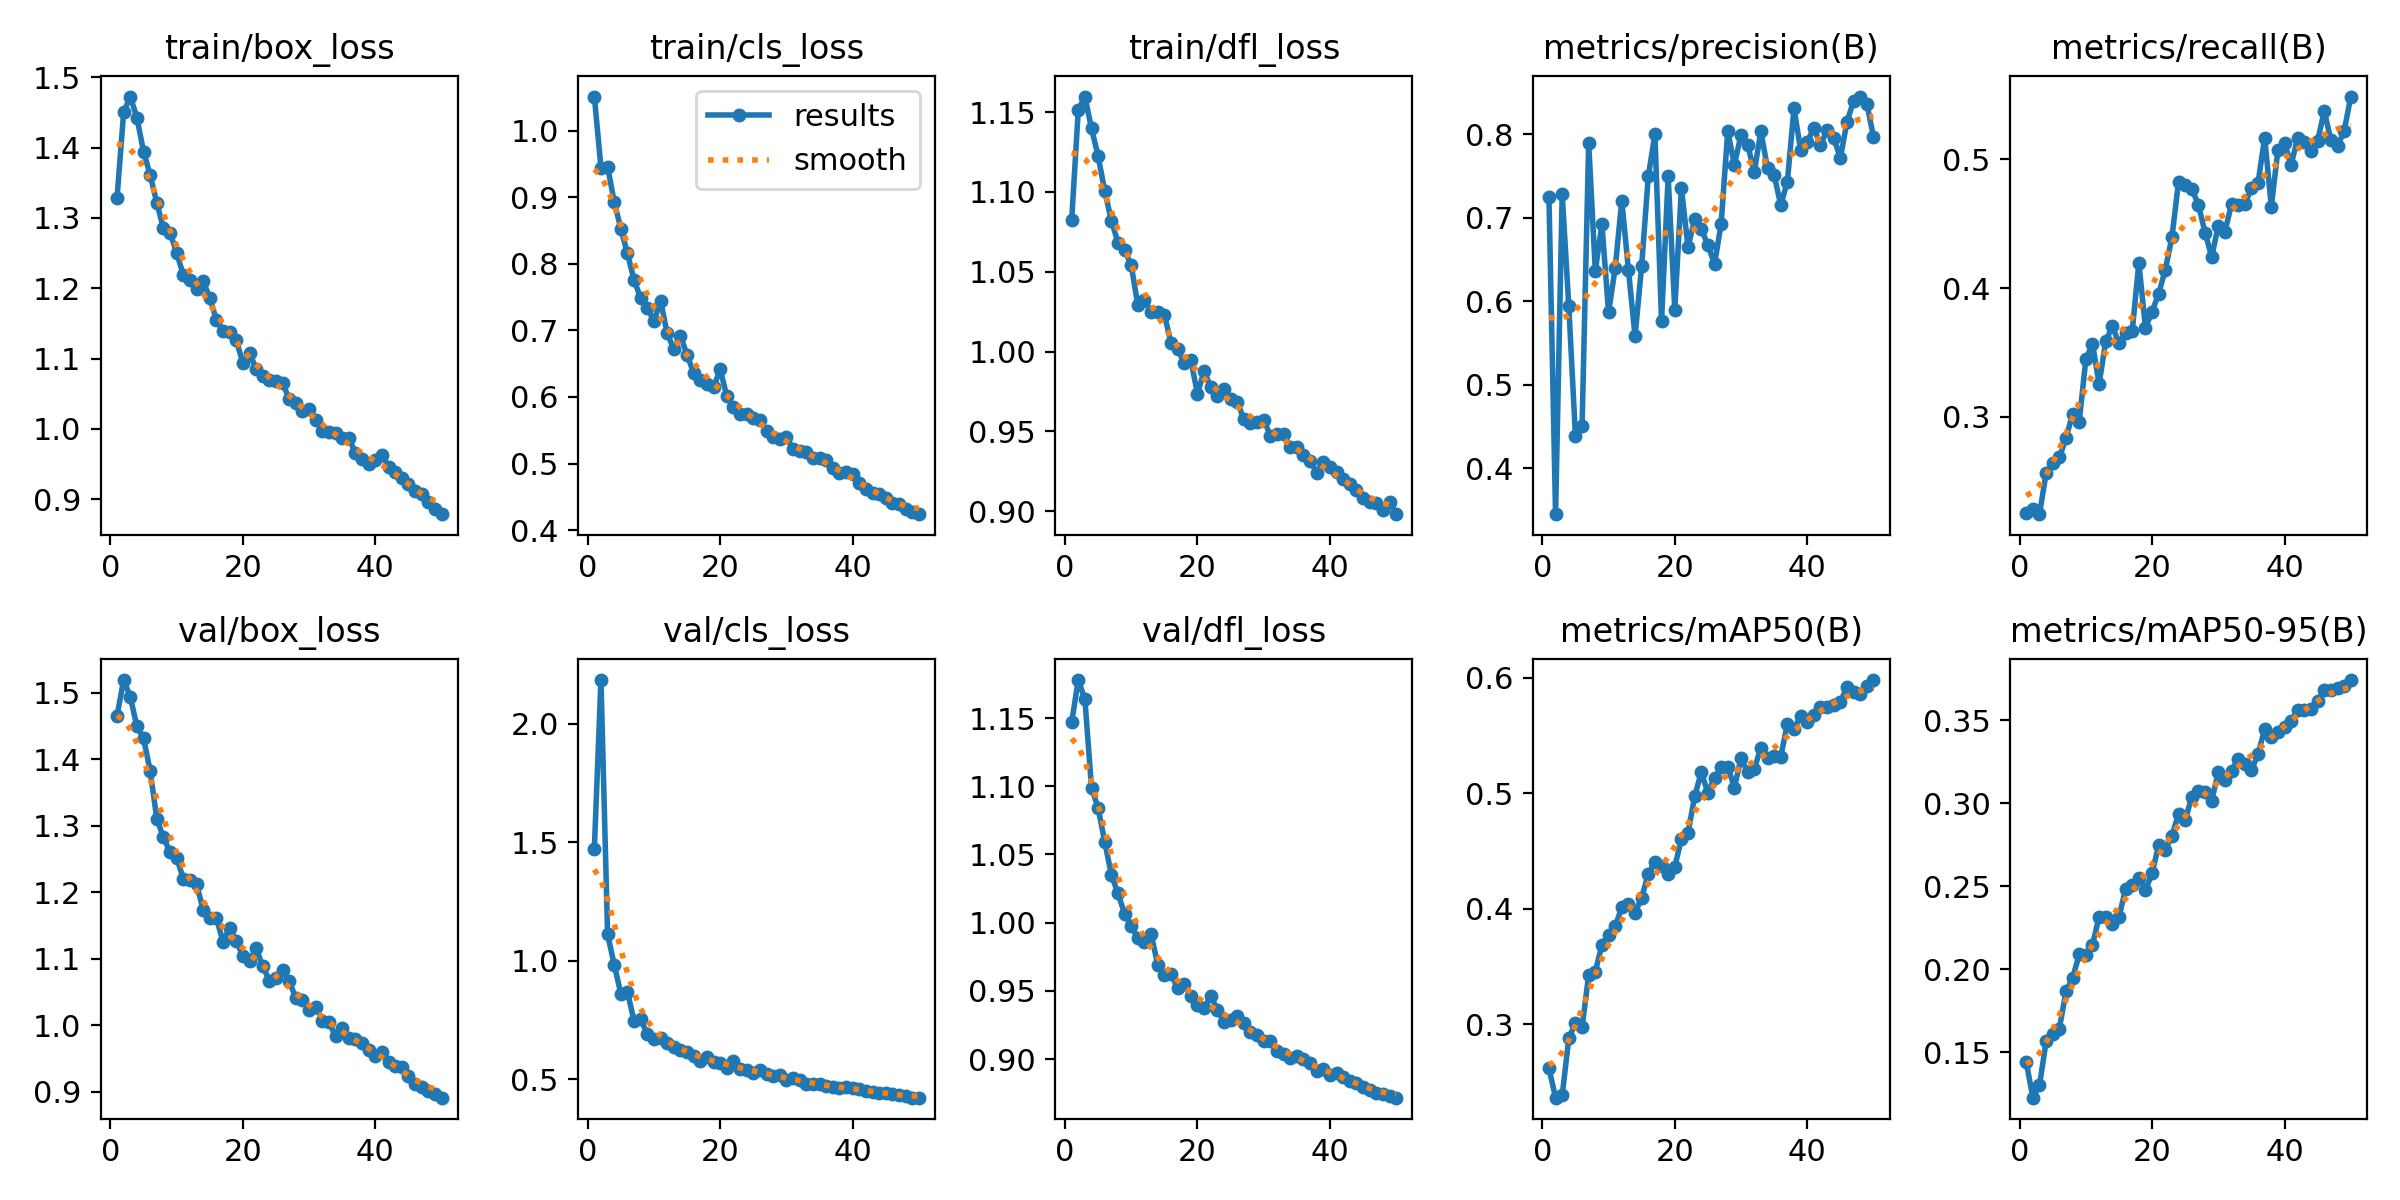 train/box_loss
1.5
1.4
1.3
1.2
1.1
1.0
0.9
0 20 40
train/cls_loss
results
smooth
1.0
0.9
0.8
0.7
0.6
0.5
0.4
0 20 40
train/dfl_loss
1.15
1.10
1.05
1.00
0.95
0.90
0 20 40
metrics/precision(B)
0.8
0.7
0.6
0.5
0.4
0 20 40
metrics/recall(B)
0.5
0.4
0.3
0 20 40
val/box_loss
1.5
1.4
1.3
1.2
1.1
1.0
0.9
0 20 40
val/cls_loss
2.0
1.5
1.0
0.5
0 20 40
val/dfl_loss
1.15
1.10
1.05
1.00
0.95
0.90
0 20 40
metrics/mAP50(B)
0.6
0.5
0.4
0.3
0 20 40
metrics/mAP50-95(B)
0.35
0.30
0.25
0.20
0.15
0 20 40